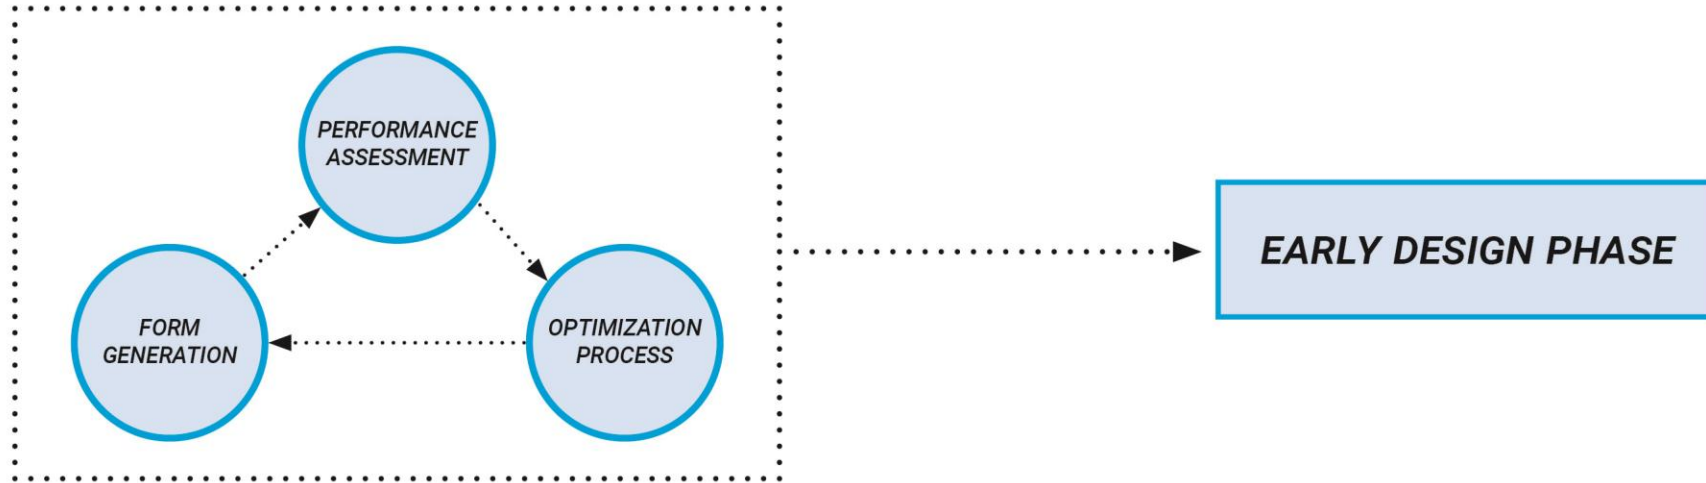 PERFORMANCE
ASSESSMENT
FORM
GENERATION
OPTIMIZATION
PROCESS
EARLY DESIGN PHASE